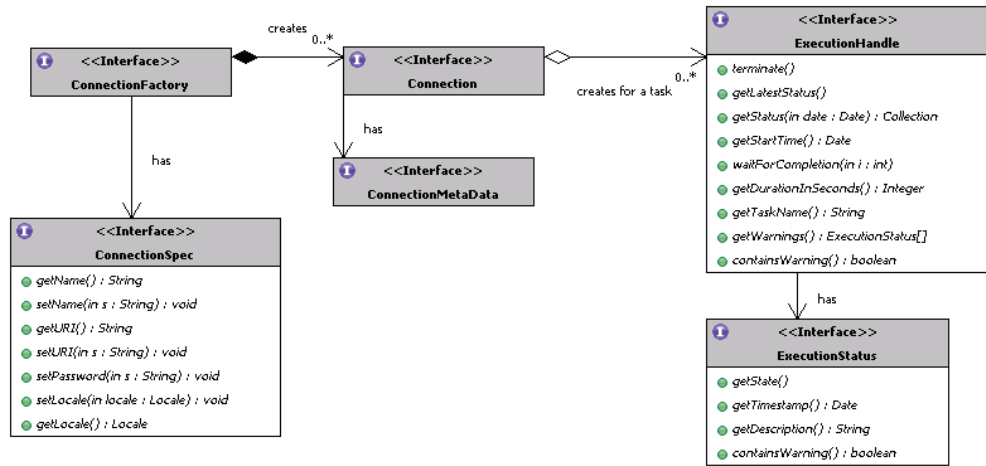 <<Interface>>
ConnectionFactory
creates
0..*
<<Interface>>
Connection
creates for a task
0..*
<<Interface>>
ExecutionHandle
terminate()
getLatestStatus()
getStatus(in date : Date) : Collection
getStartTime() : Date
waitForCompletion(in i : int)
getDurationInSeconds() : Integer
getTaskName() : String
getWarnings() : ExecutionStatus[]
containsWarning() : boolean
has
has
<<Interface>>
ConnectionMetaData
<<Interface>>
ConnectionSpec
getName() : String
setName(in s : String) : void
getURI() : String
setURI(in s : String) : void
setPassword(in s : String) : void
setLocale(in locale : Locale) : void
getLocale() : Locale
has
<<Interface>>
ExecutionStatus
getState()
getTimestamp() : Date
getDescription() : String
containsWarning() : boolean